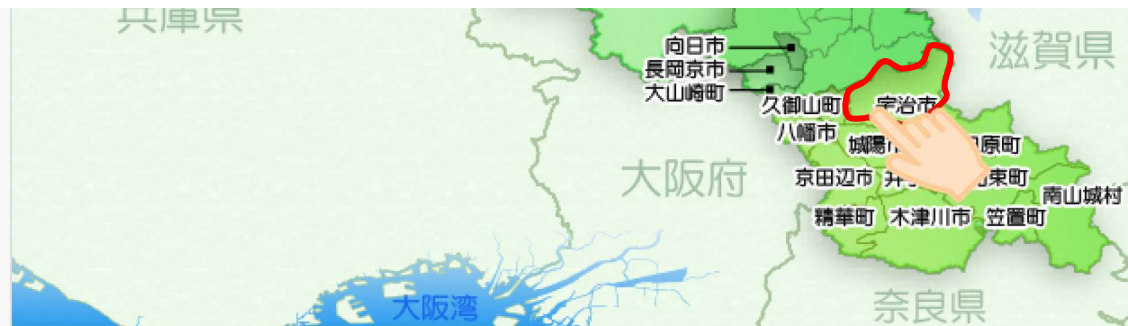 兵庫県
向日市
滋賀県
長岡京市
大山崎町
久御山町
宇治市
八幡市
城陽市
原町
大阪府
京田辺市
井
東町
南山城村
精華町
木津川市
笠置町
大阪湾
奈良県